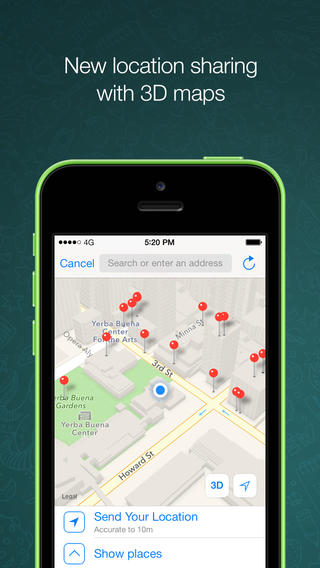 New location sharing
with 3D maps
4G
5:20 PM
Cancel
Search or enter an address
Yerba Buena
Center
For the Arts
Minna St
Opera Aly
3rd St
Yerba Buena
Gardens
Yerba Buena
Center
Howard St
Legal
3D
Send Your Location
Accurate to 10m
Show places